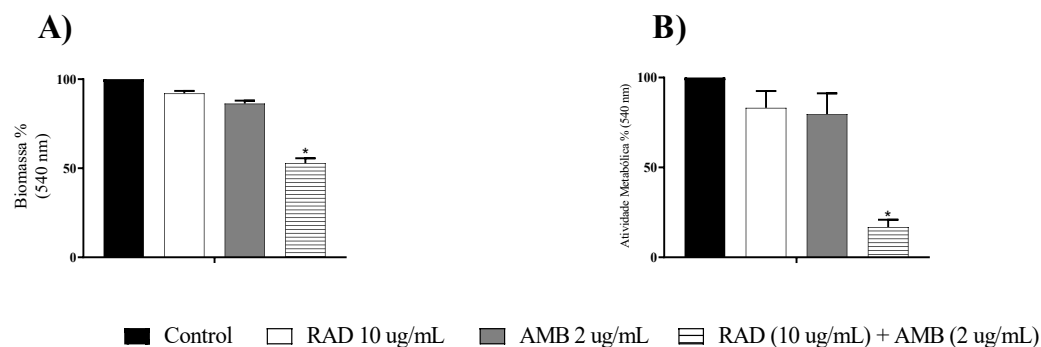 A)
B)
Biomassa %
(540 nm)
100
50
0
*
Atividade Metabólica % (540 nm)
100
50
0
*
Control
RAD 10 ug/mL
AMB 2 ug/mL
RAD (10 ug/mL) + AMB (2 ug/mL)